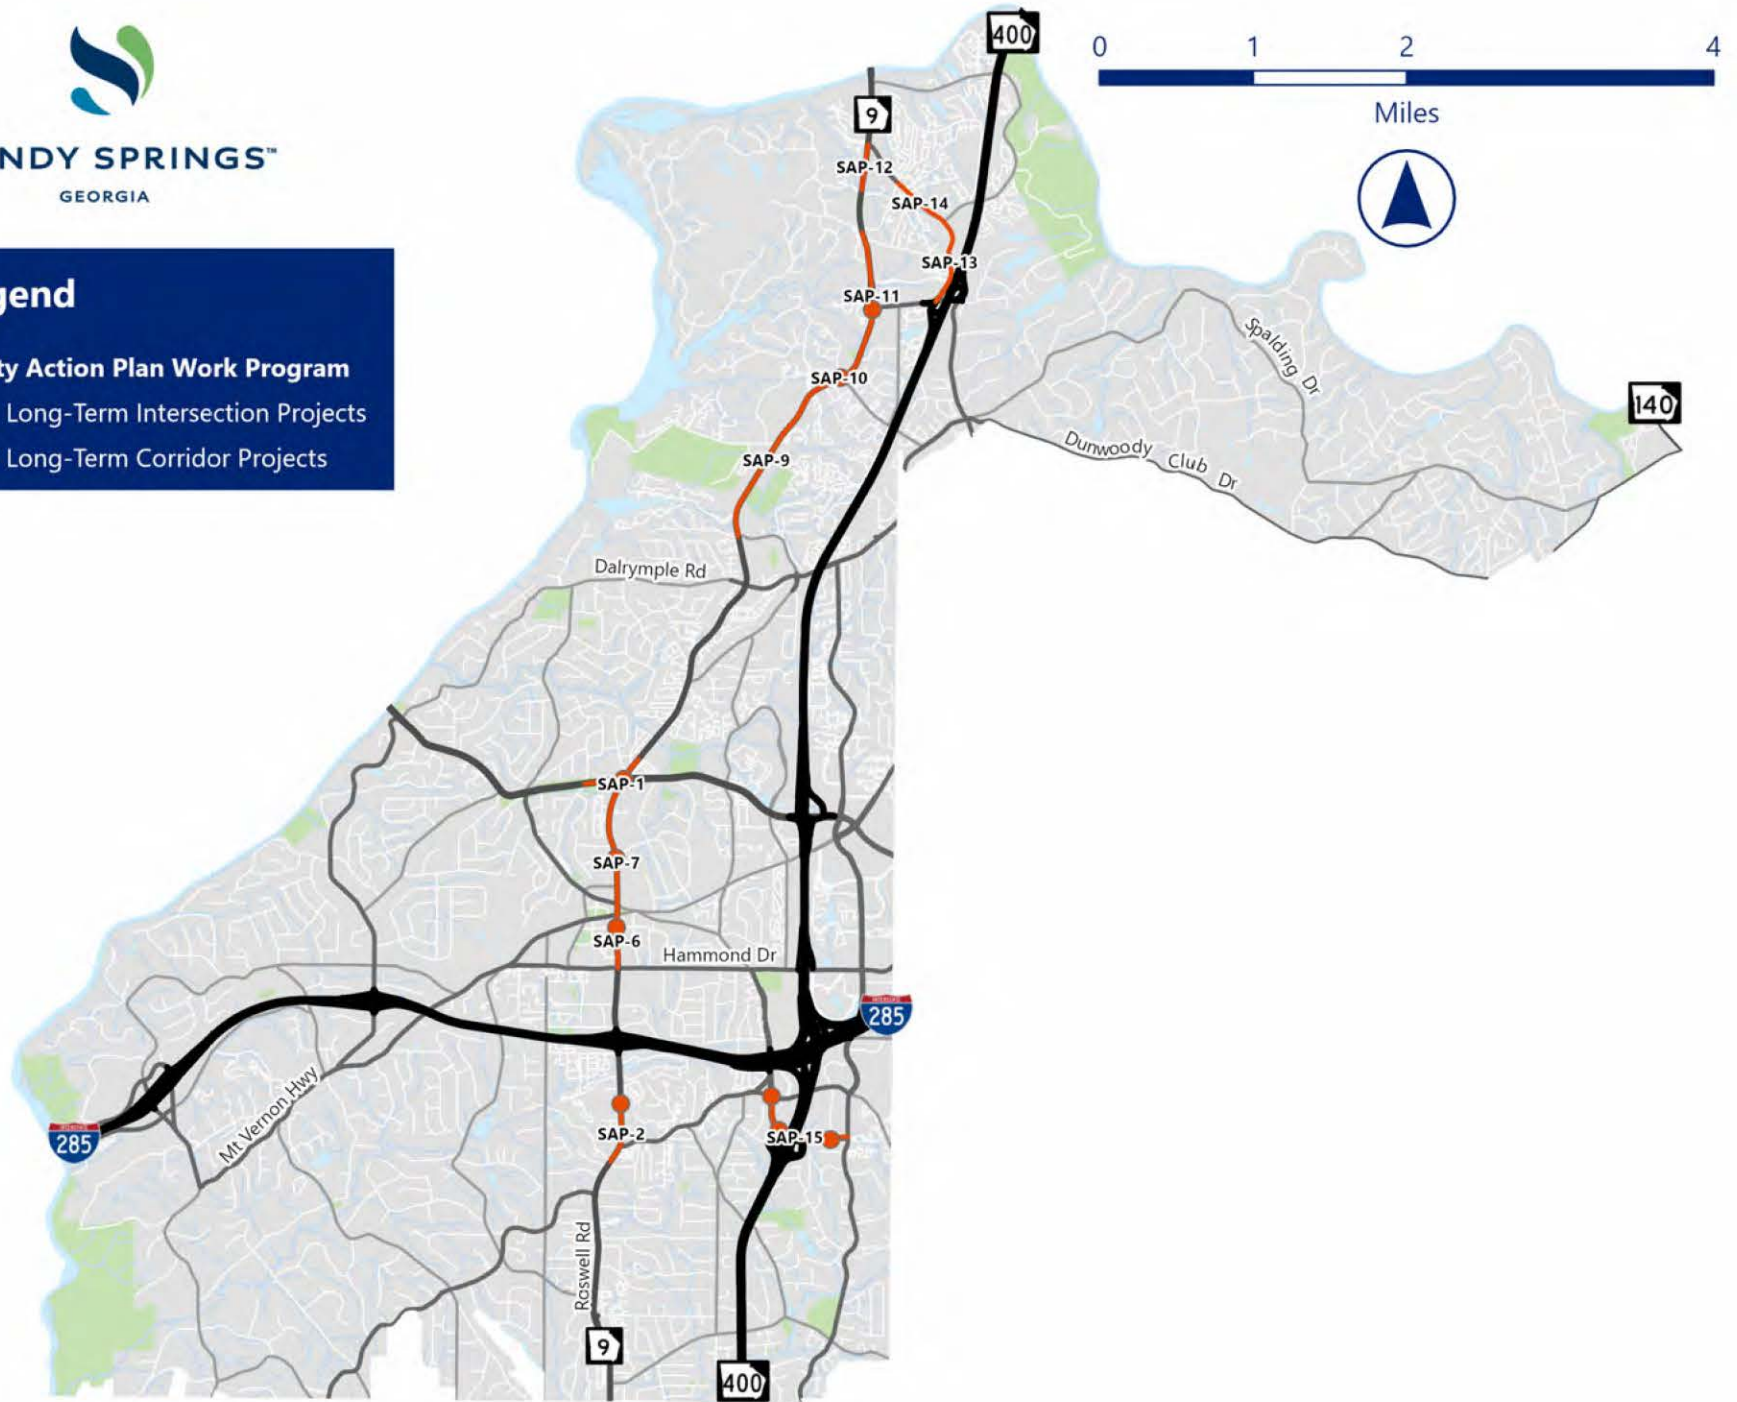 NDY SPRINGS™
GEORGIA
gend
ty Action Plan Work Program
Long-Term Intersection Projects
Long-Term Corridor Projects
0 1 2 4
Miles
400
9
SAP-12
SAP-14
SAP-13
SAP-11
SAP-10
SAP-9
Spalding Dr
140
Dunwoody Club Dr
Dalrymple Rd
SAP-1
SAP-7
SAP-6
Hammond Dr
285
285
Mt Vernon Hwy
SAP-2
SAP-15
Roswell Rd
9
400